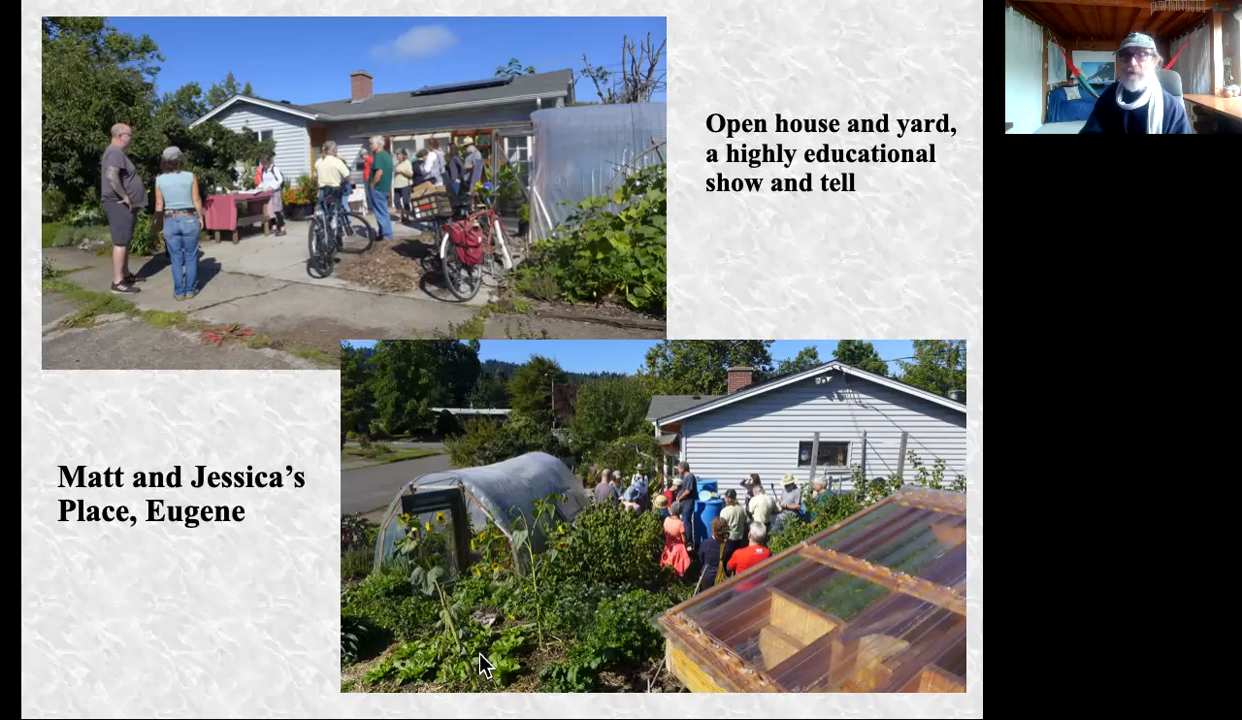 Open house and yard,
a highly educational
show and tell
Matt and Jessica’s
Place, Eugene